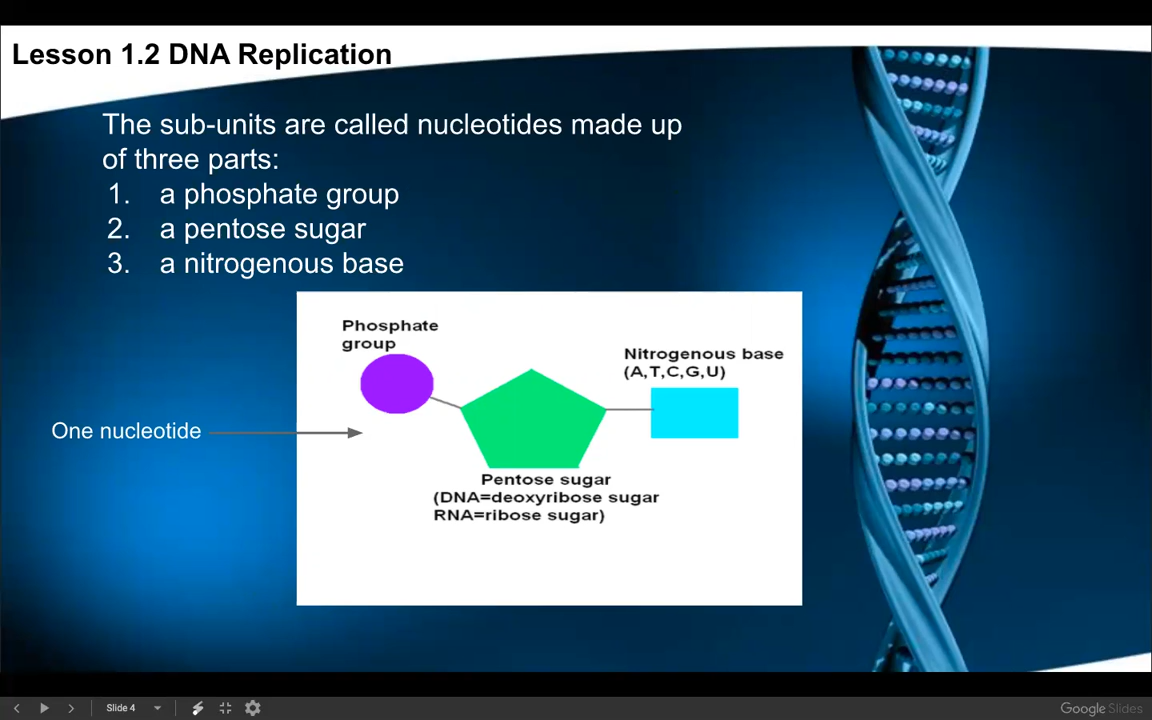 Lesson 1.2 DNA Replication
The sub-units are called nucleotides made up
of three parts:
1. a phosphate group
2. a pentose sugar
3. a nitrogenous base
Phosphate
group
Nitrogenous base
(A,T,C,G,U)
One nucleotide
Pentose sugar
(DNA=deoxyribose sugar
RNA=ribose sugar)
Slide 4
Google Slides